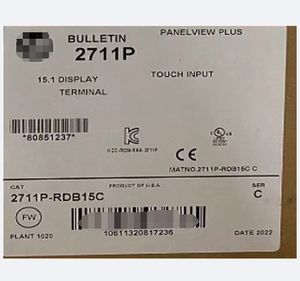 BULLETIN
PANELVIEW PLUS
2711P
15.1 DISPLAY
TOUCH INPUT
TERMINAL
*80851237*
CE
MATNO.2711P-RDB15C C
CAT
PRODUCT OF U.S.A
SER
2711P-RDB15C
C
FW
PLANT 1020
10611320817236
DATE 2022